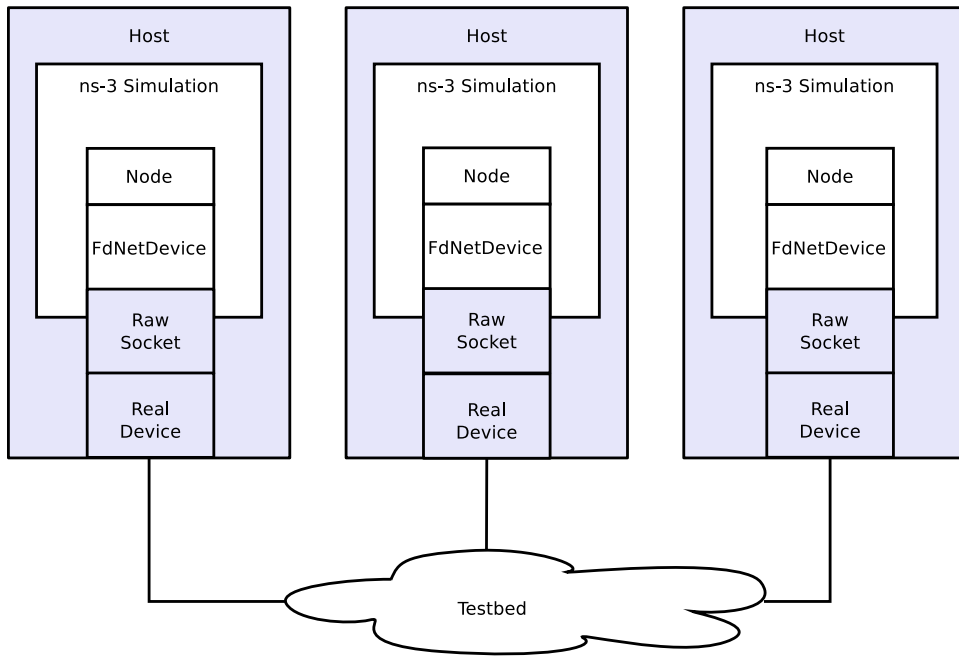 Host
ns-3 Simulation
Node
FdNetDevice
Raw
Socket
Real
Device
Host
ns-3 Simulation
Node
FdNetDevice
Raw
Socket
Real
Device
Host
ns-3 Simulation
Node
FdNetDevice
Raw
Socket
Real
Device
Testbed